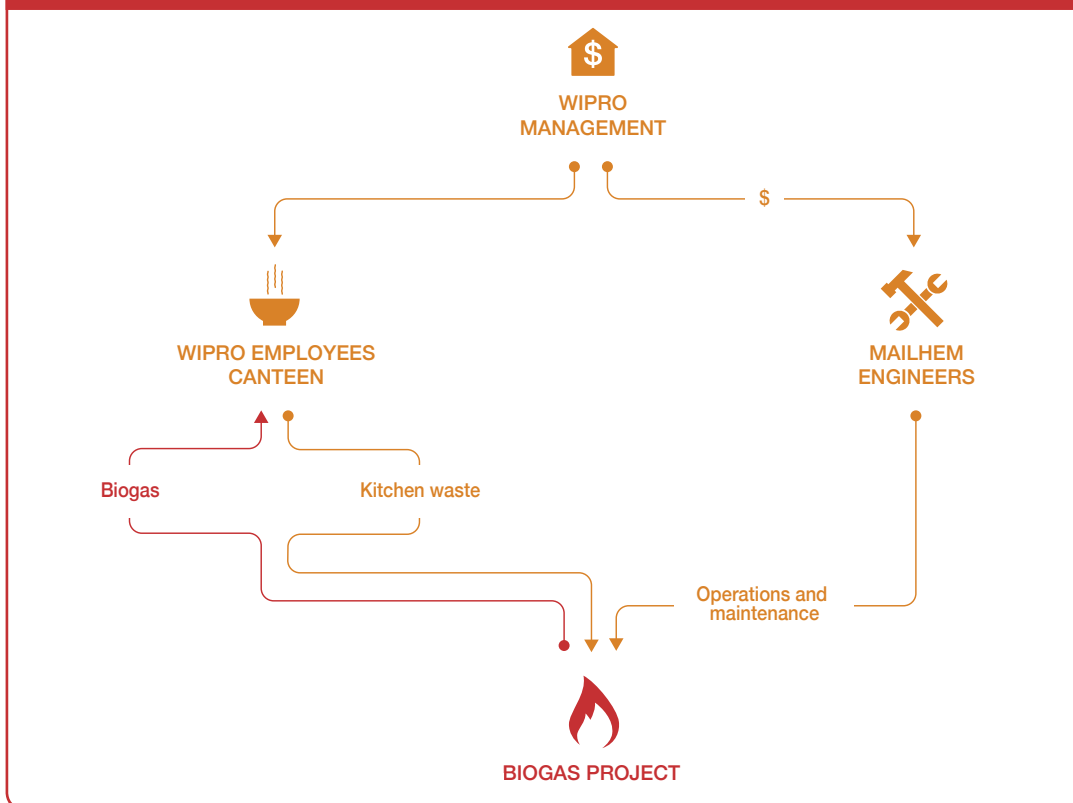 $
WIPRO
MANAGEMENT
$
WIPRO EMPLOYEES
CANTEEN
MAILHEM
ENGINEERS
Biogas
Kitchen waste
Operations and
maintenance
BIOGAS PROJECT